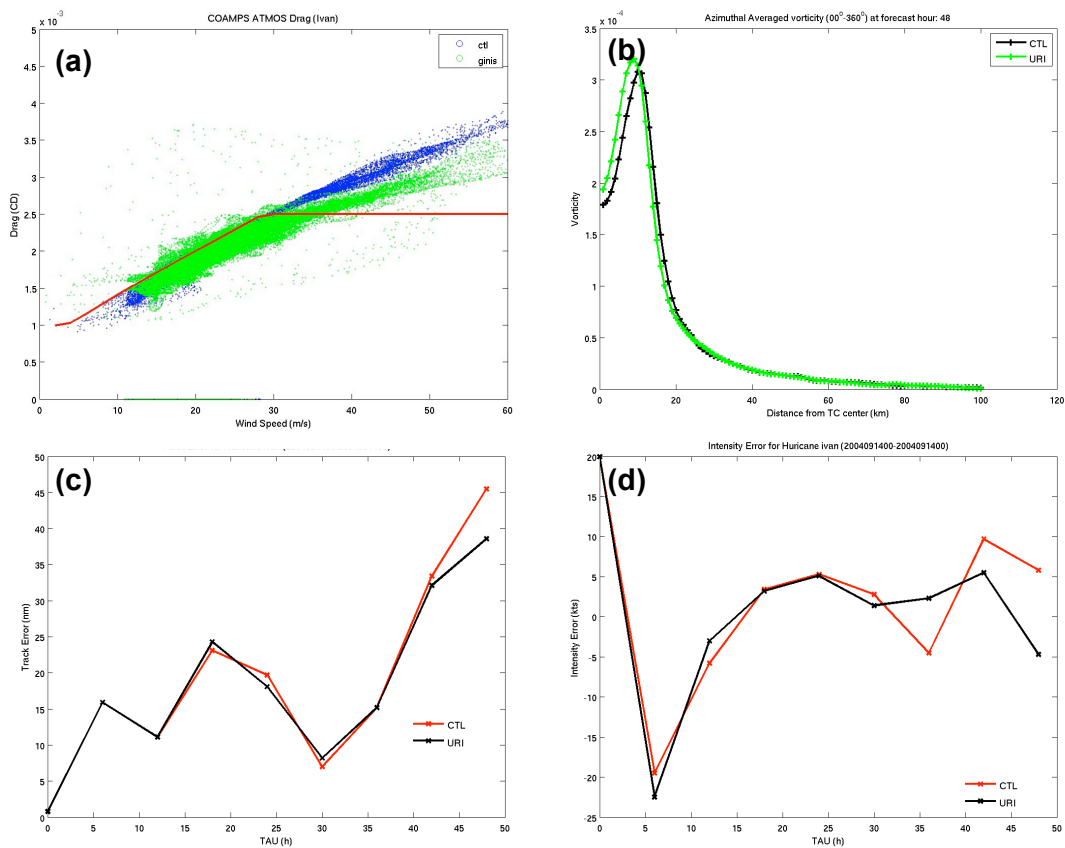 COAMPS ATMOS Drag (Ivan)
x 10⁻³
(a)
ctl
ginis
5
4.5
4
3.5
3
2.5
2
1.5
1
0.5
0
Drag (CD)
0 10 20 30 40 50 60
Wind Speed (m/s)
Azimuthal Averaged vorticity (00°-360°) at forecast hour: 48
x 10⁻⁴
(b)
CTL
URI
3.5
3
2.5
2
1.5
1
0.5
0
Vorticity
0 20 40 60 80 100 120
Distance from TC center (km)
(c)
50
45
40
35
30
25
20
15
10
5
0
Track Error (nm)
CTL
URI
0 5 10 15 20 25 30 35 40 45 50
TAU (h)
Intensity Error for Huricane ivan (2004091400-2004091400)
(d)
20
15
10
5
0
-5
-10
-15
-20
-25
Intensity Error (kts)
CTL
URI
0 5 10 15 20 25 30 35 40 45 50
TAU (h)